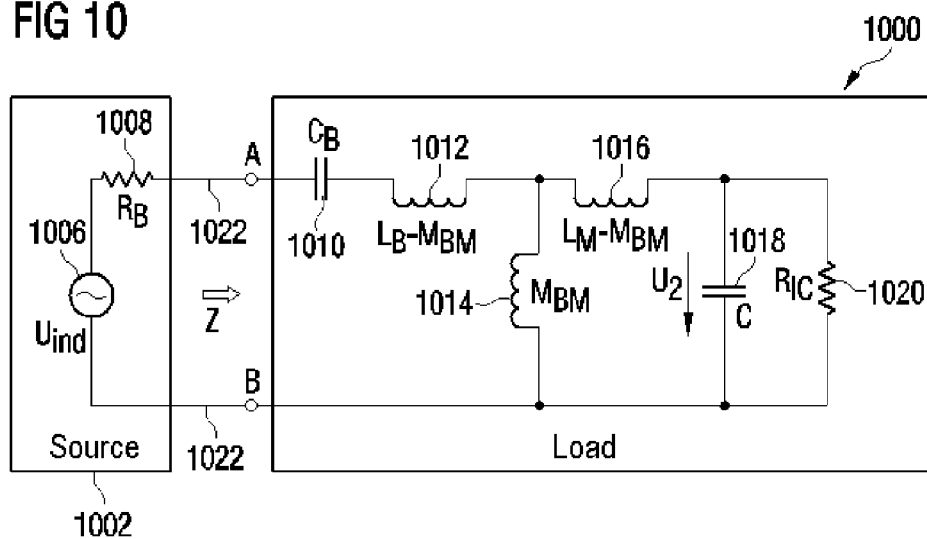 FIG 10
1000
1008
R_B
1006
U_ind
1022
A
Z
B
1022
Source
1002
C_B
1010
1012
L_B-M_BM
1014
M_BM
1016
L_M-M_BM
U_2
1018
C
R_IC
1020
Load